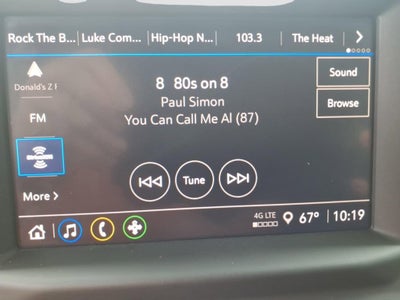 Rock The B... Luke Com... Hip-Hop N... 103.3 The Heat
Donald's Z F
8 80s on 8
Sound
Paul Simon
Browse
FM
You Can Call Me Al (87)
SiriusXM
Tune
More
4G LTE
67° 10:19